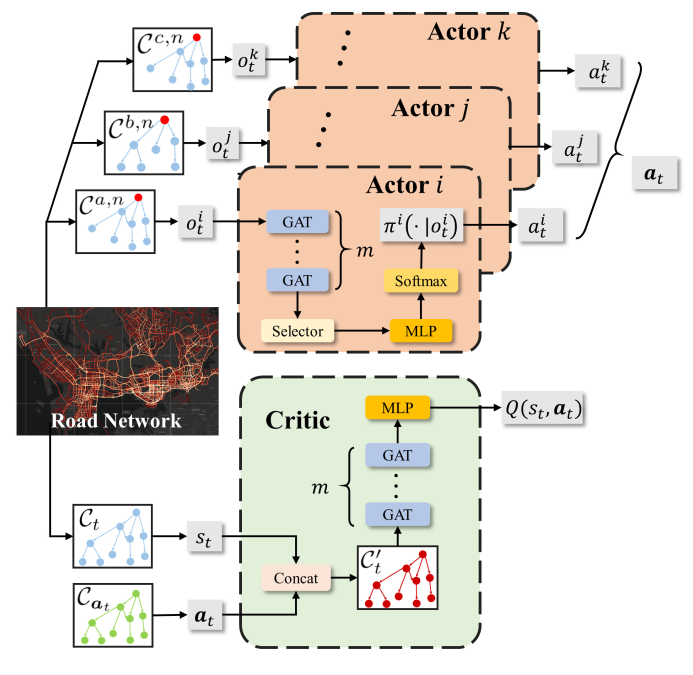 𝒞^{c,n}
o_t^k
Actor k
a_t^k
𝒞^{b,n}
o_t^j
Actor j
a_t^j
𝒞^{a,n}
o_t^i
Actor i
GAT
GAT
m
π^i(· |o_t^i)
Softmax
Selector
MLP
a_t^i
𝒂_t
Road Network
Critic
MLP
Q(s_t, 𝒂_t)
GAT
GAT
m
𝒞_t
s_t
Concat
𝒞_t′
𝒞_{𝒂_t}
𝒂_t